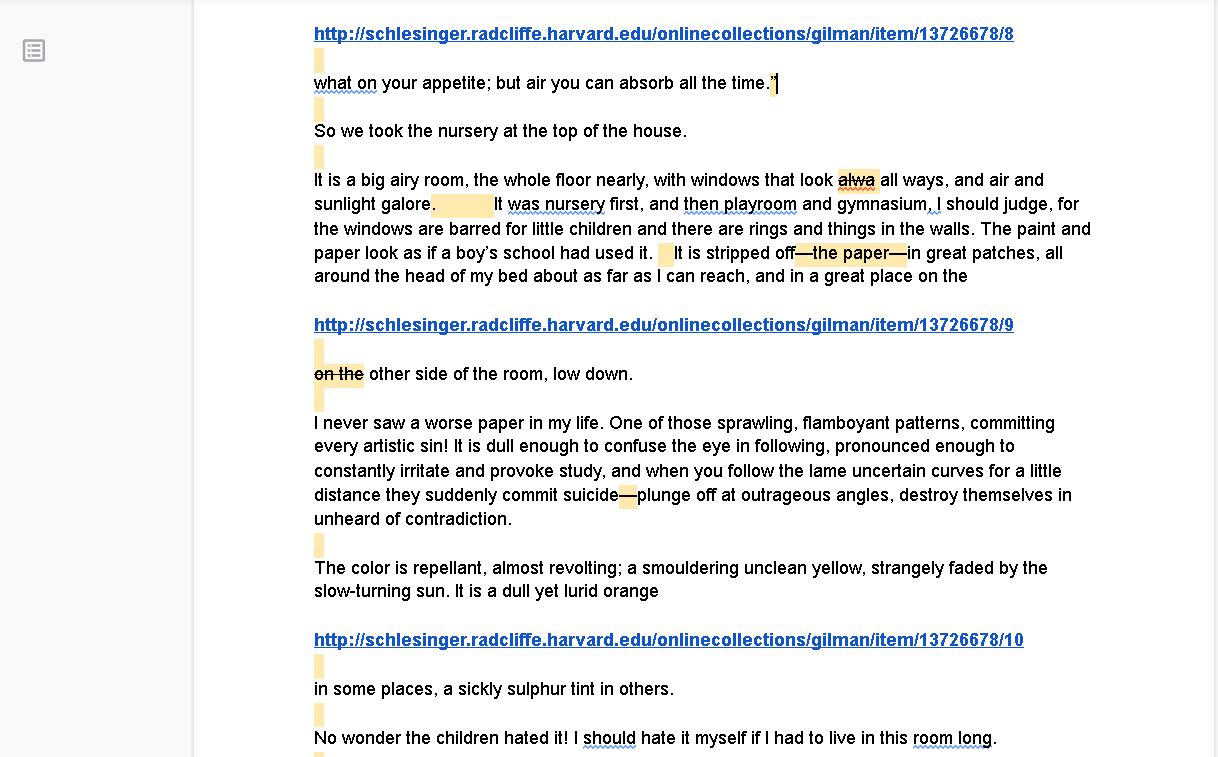 http://schlesinger.radcliffe.harvard.edu/onlinecollections/gilman/item/13726678/8
what on your appetite; but air you can absorb all the time.”
So we took the nursery at the top of the house.
It is a big airy room, the whole floor nearly, with windows that look alwa all ways, and air and
sunlight galore. It was nursery first, and then playroom and gymnasium, I should judge, for
the windows are barred for little children and there are rings and things in the walls. The paint and
paper look as if a boy’s school had used it. It is stripped off—the paper—in great patches, all
around the head of my bed about as far as I can reach, and in a great place on the
http://schlesinger.radcliffe.harvard.edu/onlinecollections/gilman/item/13726678/9
on the other side of the room, low down.
I never saw a worse paper in my life. One of those sprawling, flamboyant patterns, committing
every artistic sin! It is dull enough to confuse the eye in following, pronounced enough to
constantly irritate and provoke study, and when you follow the lame uncertain curves for a little
distance they suddenly commit suicide—plunge off at outrageous angles, destroy themselves in
unheard of contradiction.
The color is repellant, almost revolting; a smouldering unclean yellow, strangely faded by the
slow-turning sun. It is a dull yet lurid orange
http://schlesinger.radcliffe.harvard.edu/onlinecollections/gilman/item/13726678/10
in some places, a sickly sulphur tint in others.
No wonder the children hated it! I should hate it myself if I had to live in this room long.